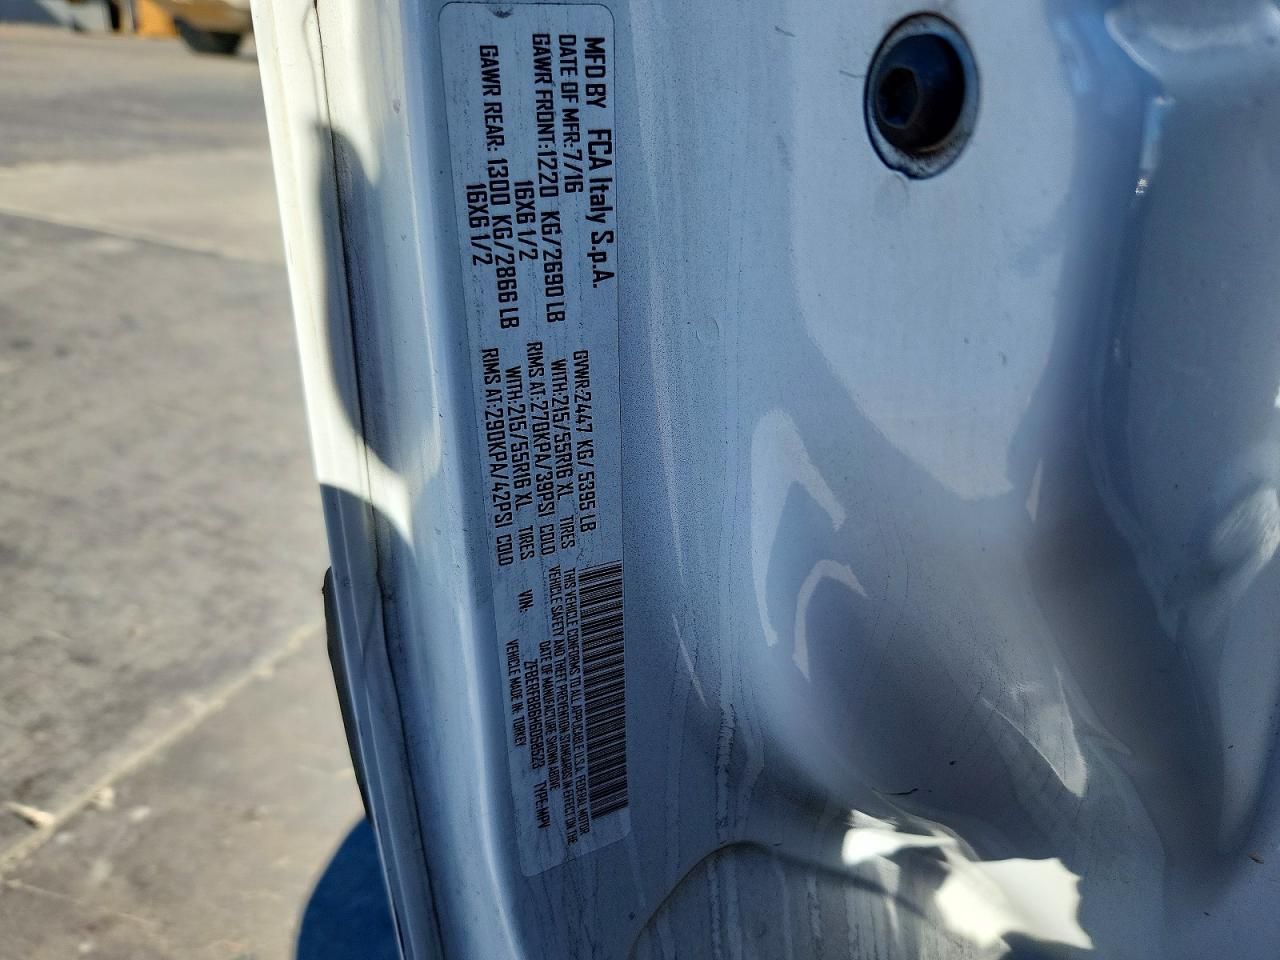 MFD BY FCA Italy S.p.A.
DATE OF MFR: 7/16 GVWR: 2447 KG / 5395 LB
GAWR FRONT: 1220 KG/2690 LB WITH: 215/55R16 XL TIRES
16X6 1/2 RIMS AT: 270KPA/39PSI COLD
GAWR REAR: 1300 KG/2866 LB WITH: 215/55R16 XL TIRES
16X6 1/2 RIMS AT: 290KPA/42PSI COLD
THIS VEHICLE CONFORMS TO ALL APPLICABLE U.S.A. FEDERAL MOTOR
VEHICLE SAFETY AND THEFT PREVENTION STANDARDS IN EFFECT ON THE
DATE OF MANUFACTURE SHOWN ABOVE
VIN: TYPE: MPV
VEHICLE MADE IN: TURKEY